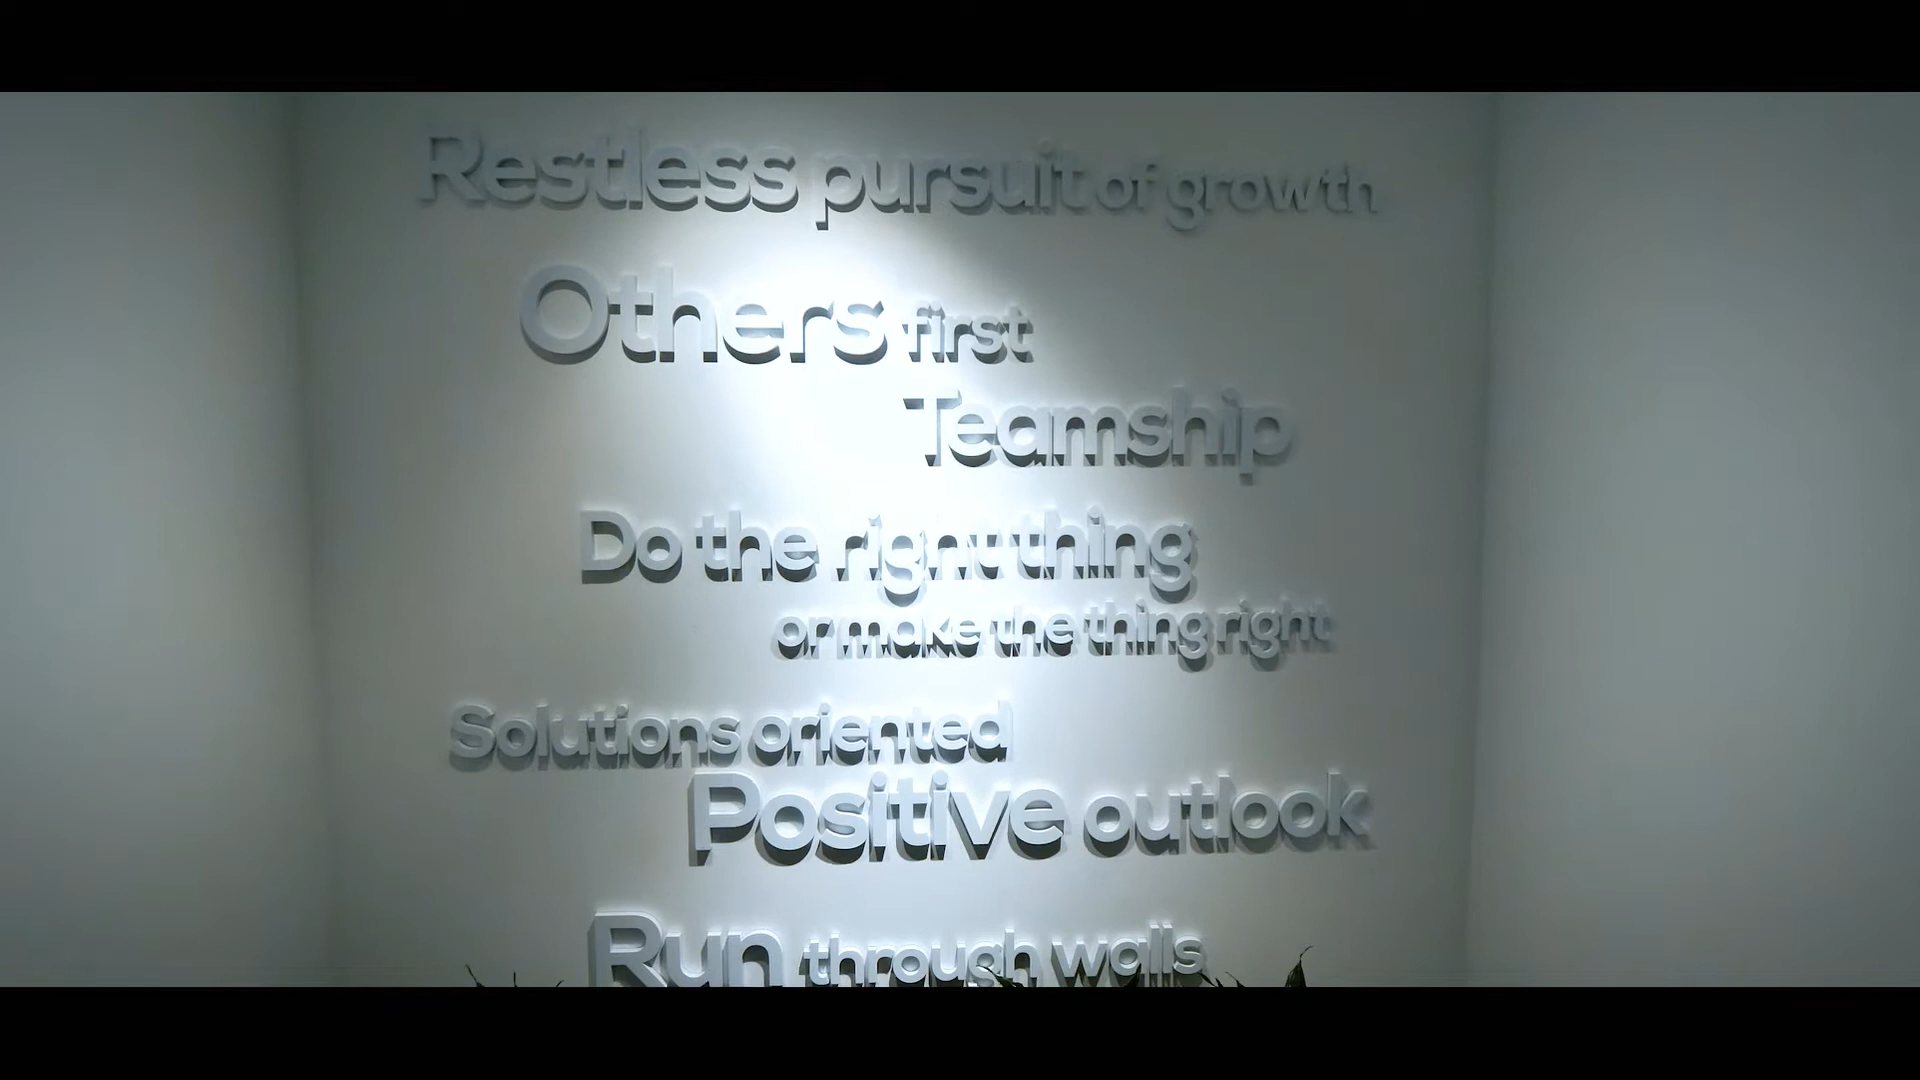 Restless pursuit of growth
Others first
Teamship
Do the right thing
or make the thing right
Solutions oriented
Positive outlook
Run through walls